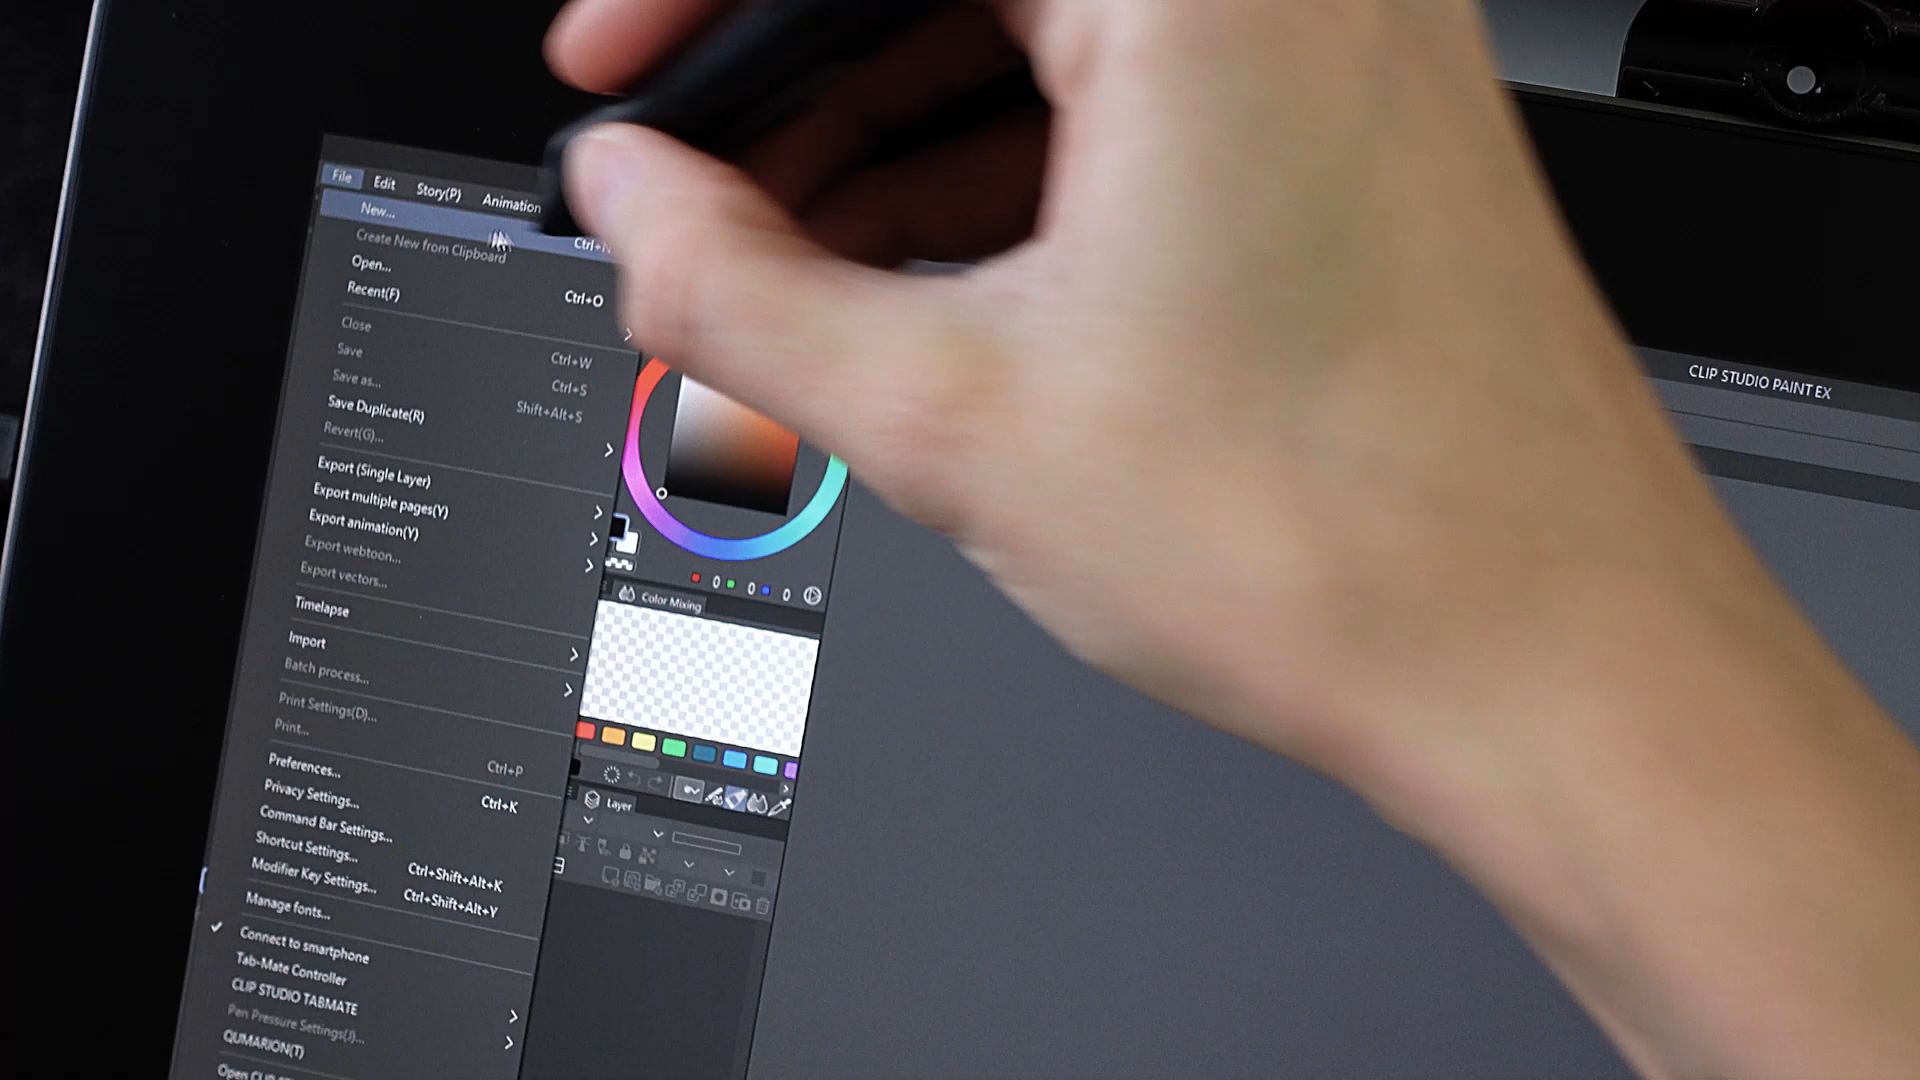 File Edit Story(P) Animation
New...
Create New from Clipboard
Open... Ctrl+O
Recent(F)
Close Ctrl+W
Save Ctrl+S
Save as... Shift+Alt+S
Save Duplicate(R)
Revert(G)...
Export (Single Layer)
Export multiple pages(Y)
Export animation(Y)
Export webtoon...
Export vectors...
Timelapse
Import
Batch process...
Print Settings(D)...
Print... Ctrl+P
Preferences... Ctrl+K
Privacy Settings...
Command Bar Settings...
Shortcut Settings... Ctrl+Shift+Alt+K
Modifier Key Settings... Ctrl+Shift+Alt+Y
Manage fonts...
Connect to smartphone
Tab-Mate Controller
CLIP STUDIO TABMATE
Pen Pressure Settings(J)...
QUMARION(T)
Open
0 0 0
Color Mixing
Layer
CLIP STUDIO PAINT EX